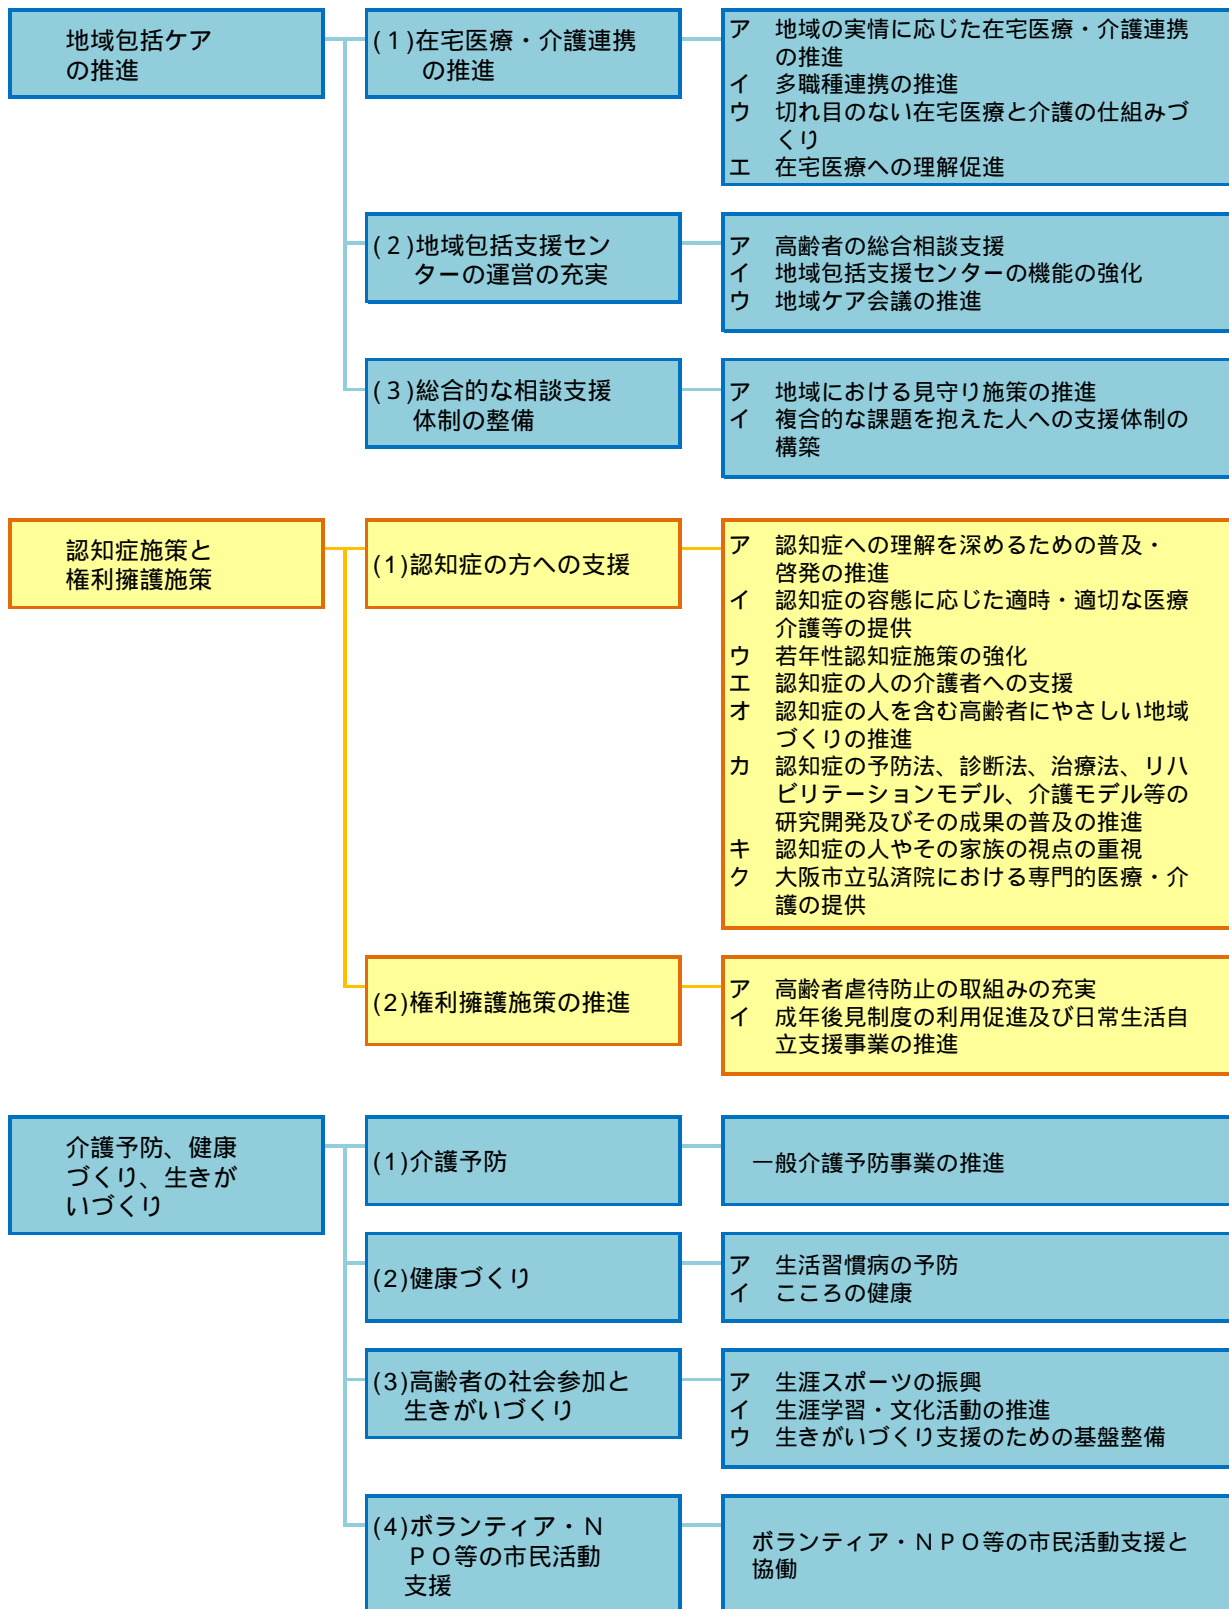 地域包括ケア
の推進
(1)在宅医療・介護連携
の推進
ア 地域の実情に応じた在宅医療・介護連携
の推進
イ 多職種連携の推進
ウ 切れ目のない在宅医療と介護の仕組みづ
くり
エ 在宅医療への理解促進
(2)地域包括支援セン
ターの運営の充実
ア 高齢者の総合相談支援
イ 地域包括支援センターの機能の強化
ウ 地域ケア会議の推進
(3)総合的な相談支援
体制の整備
ア 地域における見守り施策の推進
イ 複合的な課題を抱えた人への支援体制の
構築
認知症施策と
権利擁護施策
(1)認知症の方への支援
ア 認知症への理解を深めるための普及・
啓発の推進
イ 認知症の容態に応じた適時・適切な医療
介護等の提供
ウ 若年性認知症施策の強化
エ 認知症の人の介護者への支援
オ 認知症の人を含む高齢者にやさしい地域
づくりの推進
カ 認知症の予防法、診断法、治療法、リハ
ビリテーションモデル、介護モデル等の
研究開発及びその成果の普及の推進
キ 認知症の人やその家族の視点の重視
ク 大阪市立弘済院における専門的医療・介
護の提供
(2)権利擁護施策の推進
ア 高齢者虐待防止の取組みの充実
イ 成年後見制度の利用促進及び日常生活自
立支援事業の推進
介護予防、健康
づくり、生きが
いづくり
(1)介護予防
一般介護予防事業の推進
(2)健康づくり
ア 生活習慣病の予防
イ こころの健康
(3)高齢者の社会参加と
生きがいづくり
ア 生涯スポーツの振興
イ 生涯学習・文化活動の推進
ウ 生きがいづくり支援のための基盤整備
(4)ボランティア・N
PO等の市民活動
支援
ボランティア・NPO等の市民活動支援と
協働